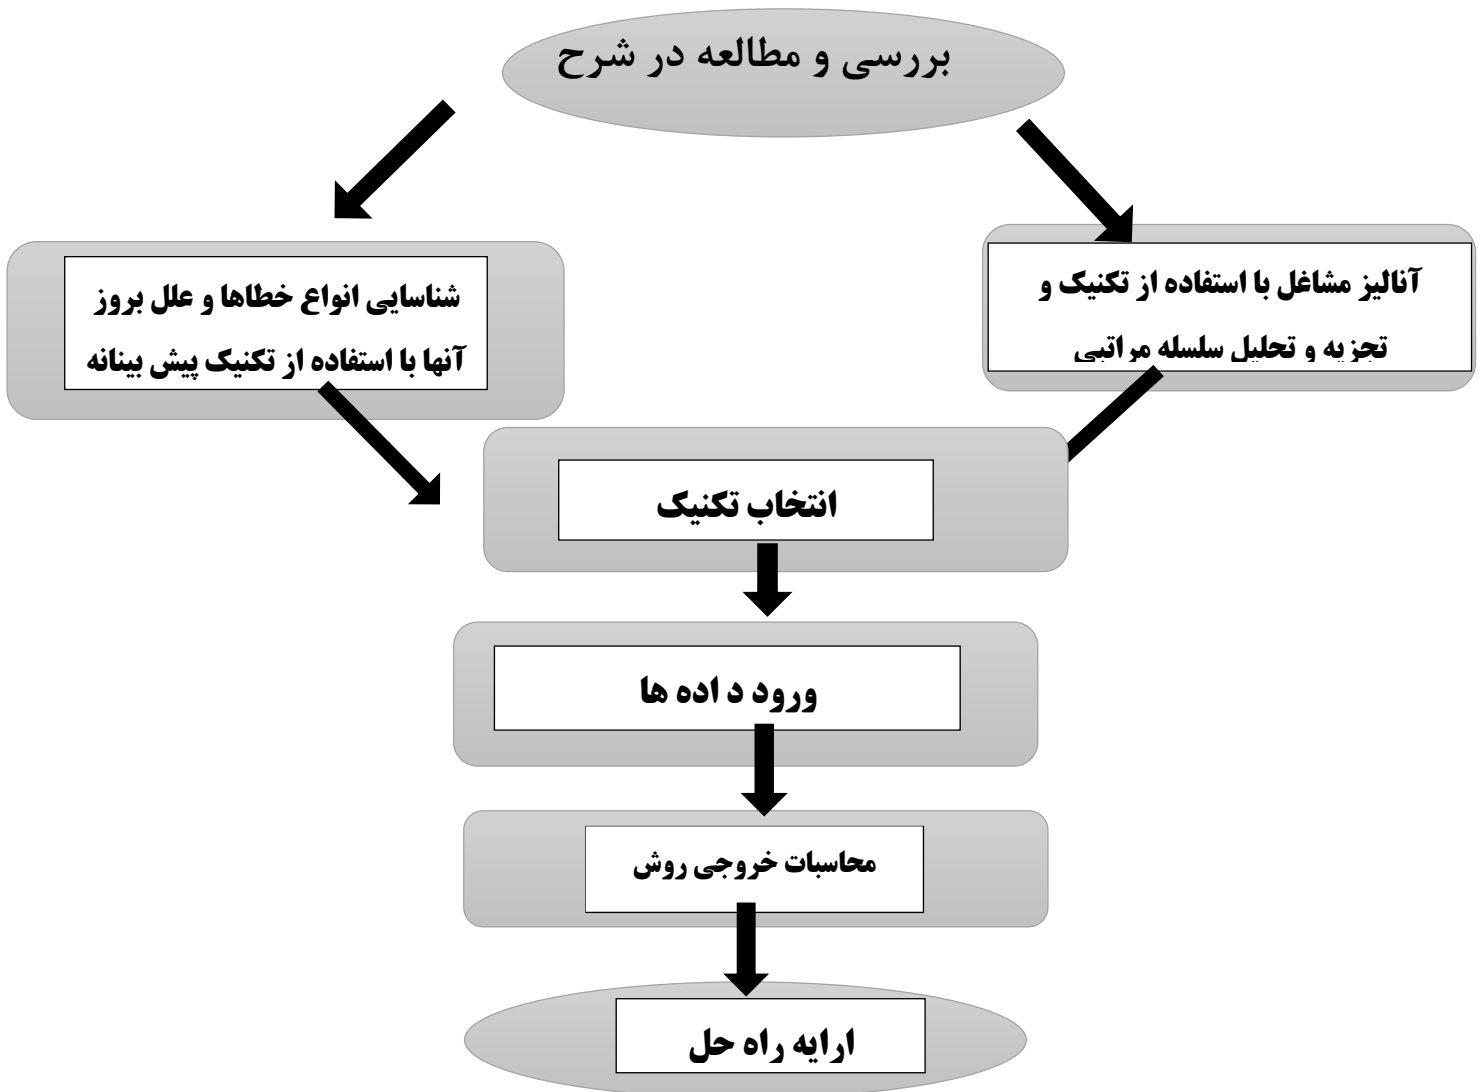 بررسی و مطالعه در شرح
آنالیز مشاغل با استفاده از تکنیک و
تجزیه و تحلیل سلسله مراتبی
شناسایی انواع خطاها و علل بروز
آنها با استفاده از تکنیک پیش بینانه
انتخاب تکنیک
ورود د اده ها
محاسبات خروجی روش
ارایه راه حل